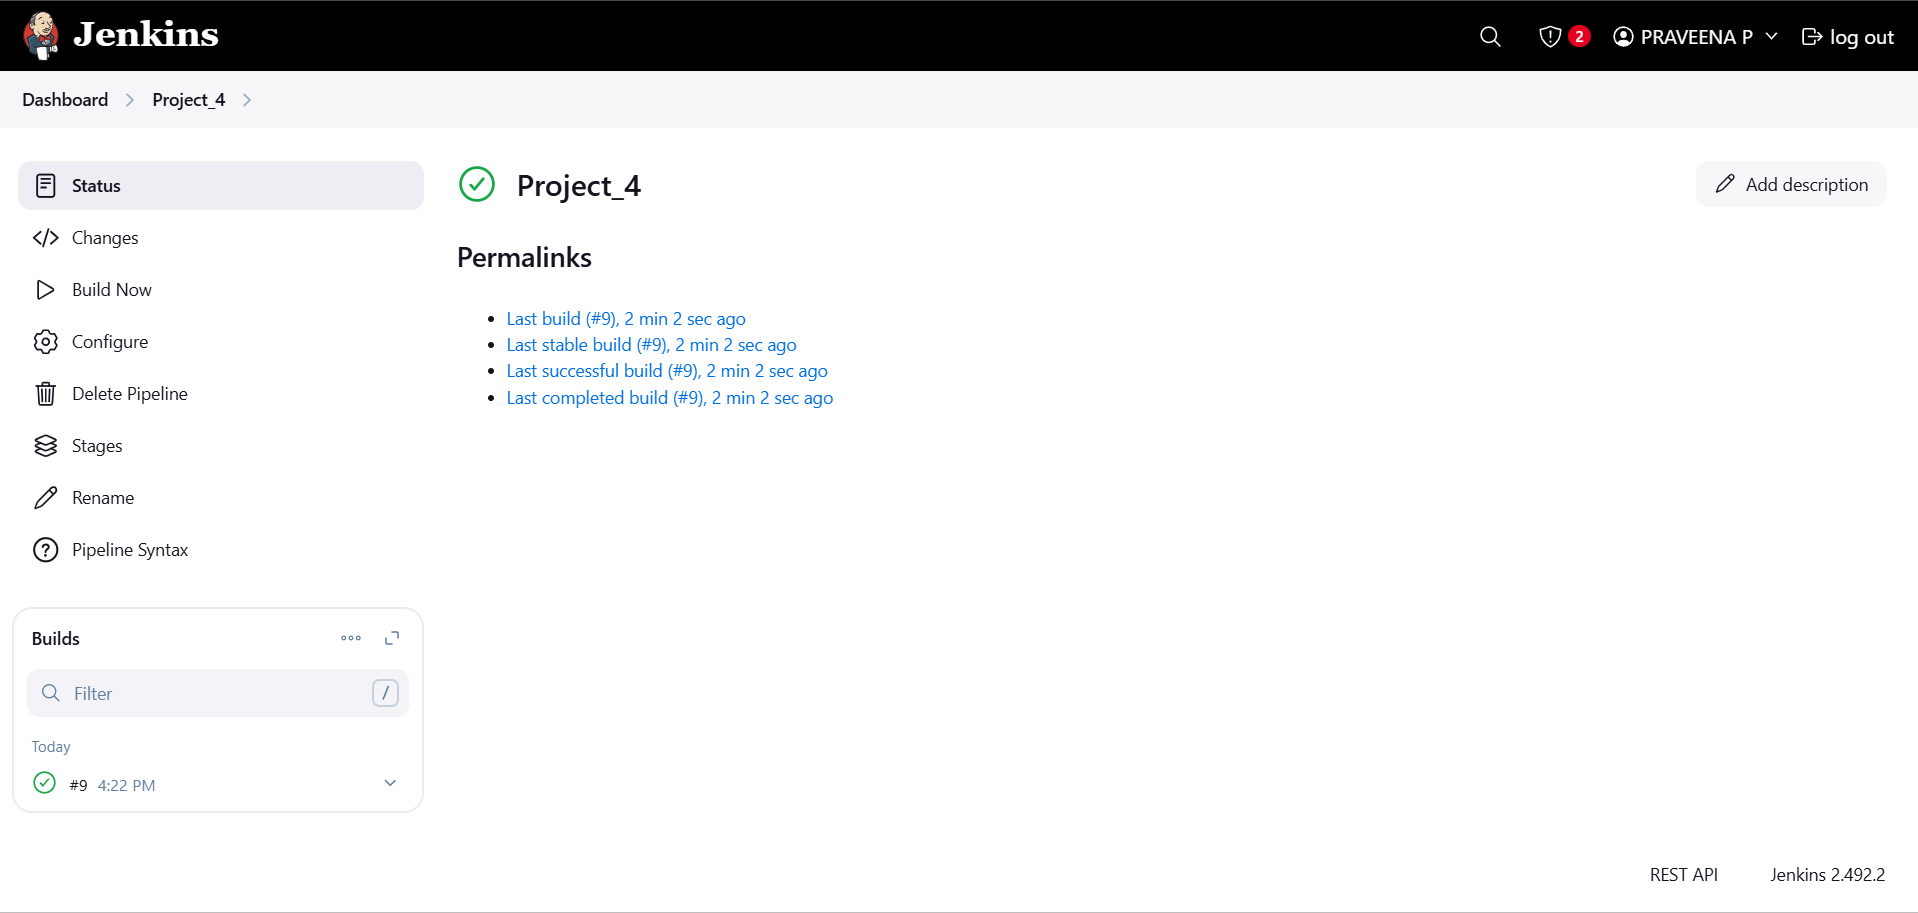 Jenkins
2
PRAVEENA P
log out
Dashboard
Project_4
Status
Changes
Build Now
Configure
Delete Pipeline
Stages
Rename
Pipeline Syntax
Builds
Filter
/
Today
#9 4:22 PM
Project_4
Add description
Permalinks
Last build (#9), 2 min 2 sec ago
Last stable build (#9), 2 min 2 sec ago
Last successful build (#9), 2 min 2 sec ago
Last completed build (#9), 2 min 2 sec ago
REST API
Jenkins 2.492.2